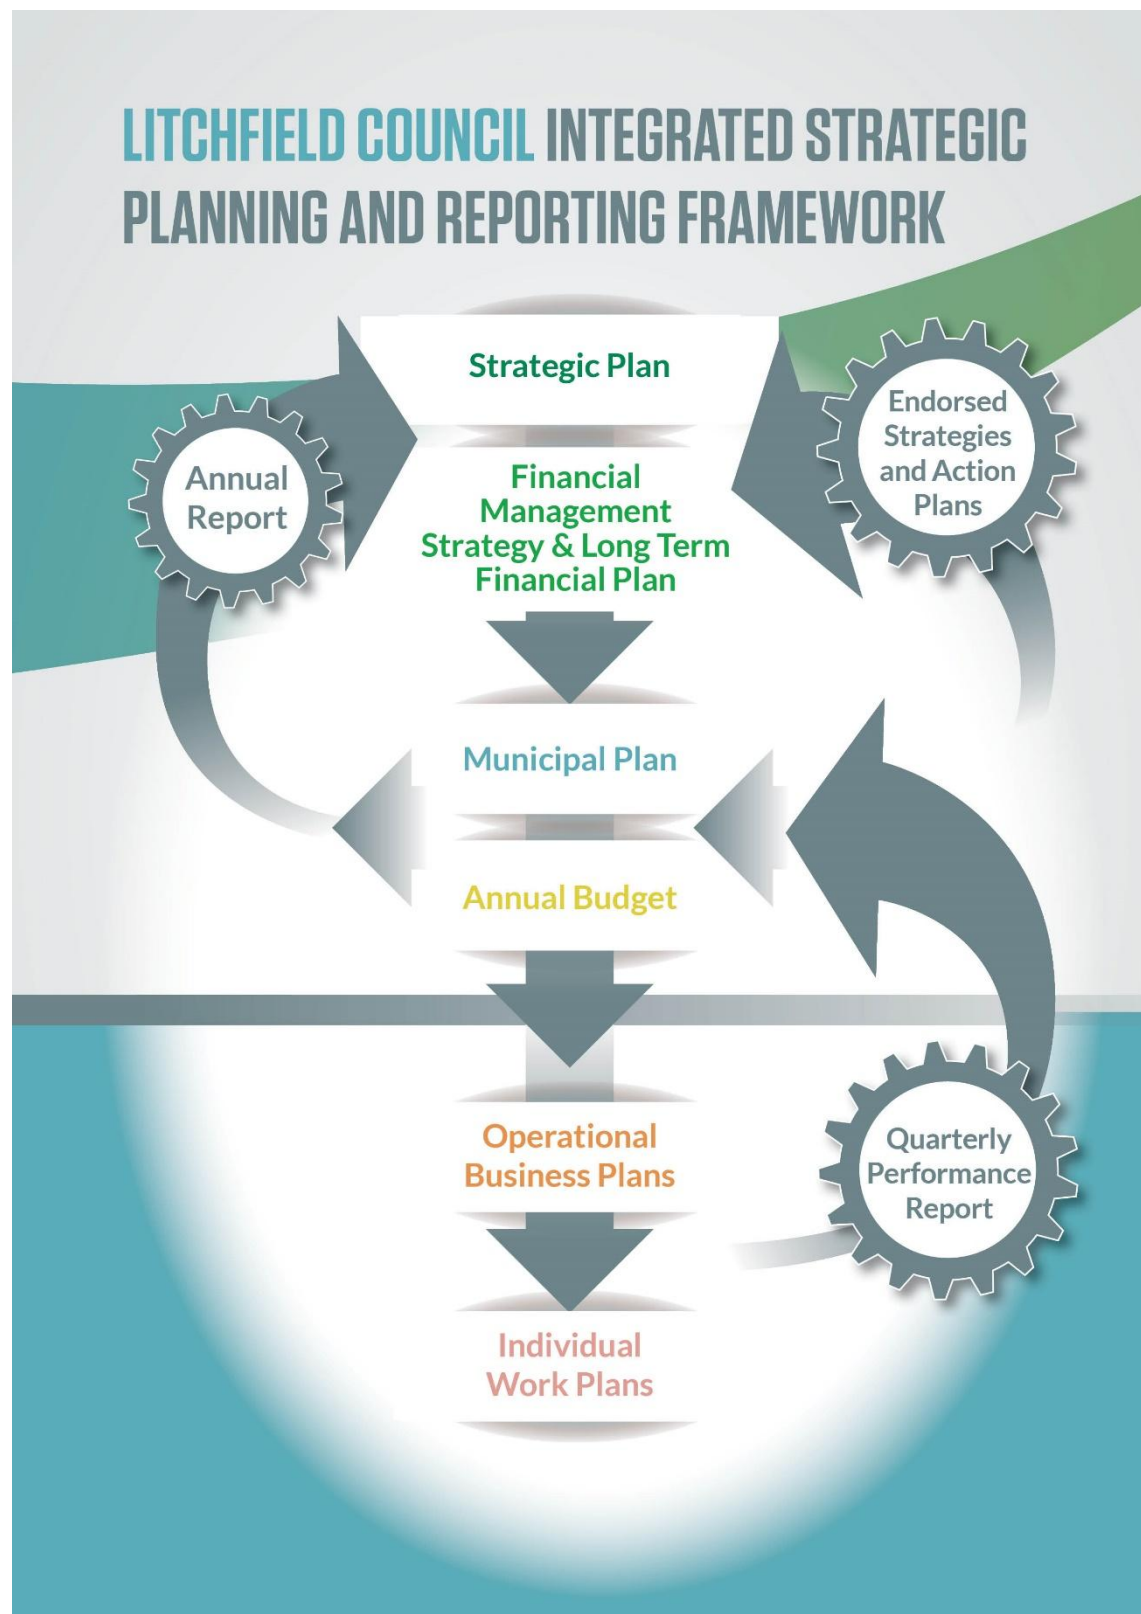 LITCHFIELD COUNCIL INTEGRATED STRATEGIC
PLANNING AND REPORTING FRAMEWORK
Strategic Plan
Annual
Report
Endorsed
Strategies
and Action
Plans
Financial
Management
Strategy & Long Term
Financial Plan
Municipal Plan
Annual Budget
Operational
Business Plans
Quarterly
Performance
Report
Individual
Work Plans